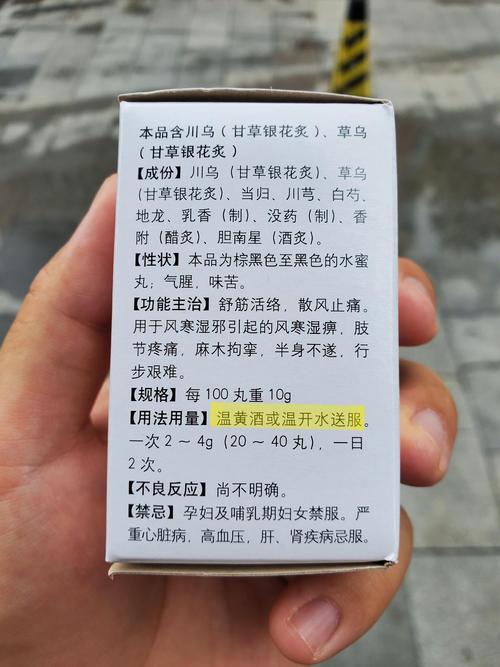 本品含川乌（甘草银花炙）、草乌
（甘草银花炙）
【成份】川乌（甘草银花炙）、草乌
(甘草银花炙）、当归、川芎、白芍、
地龙、乳香（制）、没药（制）、香
附（醋炙）、胆南星（酒炙）。
【性状】本品为棕黑色至黑色的水蜜
丸；气腥，味苦。
【功能主治】舒筋活络，散风止痛。
用于风寒湿邪引起的风寒湿痹，肢
节疼痛，麻木拘挛，半身不遂，行
步艰难。
【规格】每100丸重10g
【用法用量】温黄酒或温开水送服。
一次2～4g（20～40丸），一日
2次。
【不良反应】尚不明确。
【禁忌】孕妇及哺乳期妇女禁服。严
重心脏病，高血压，肝、肾疾病忌服。